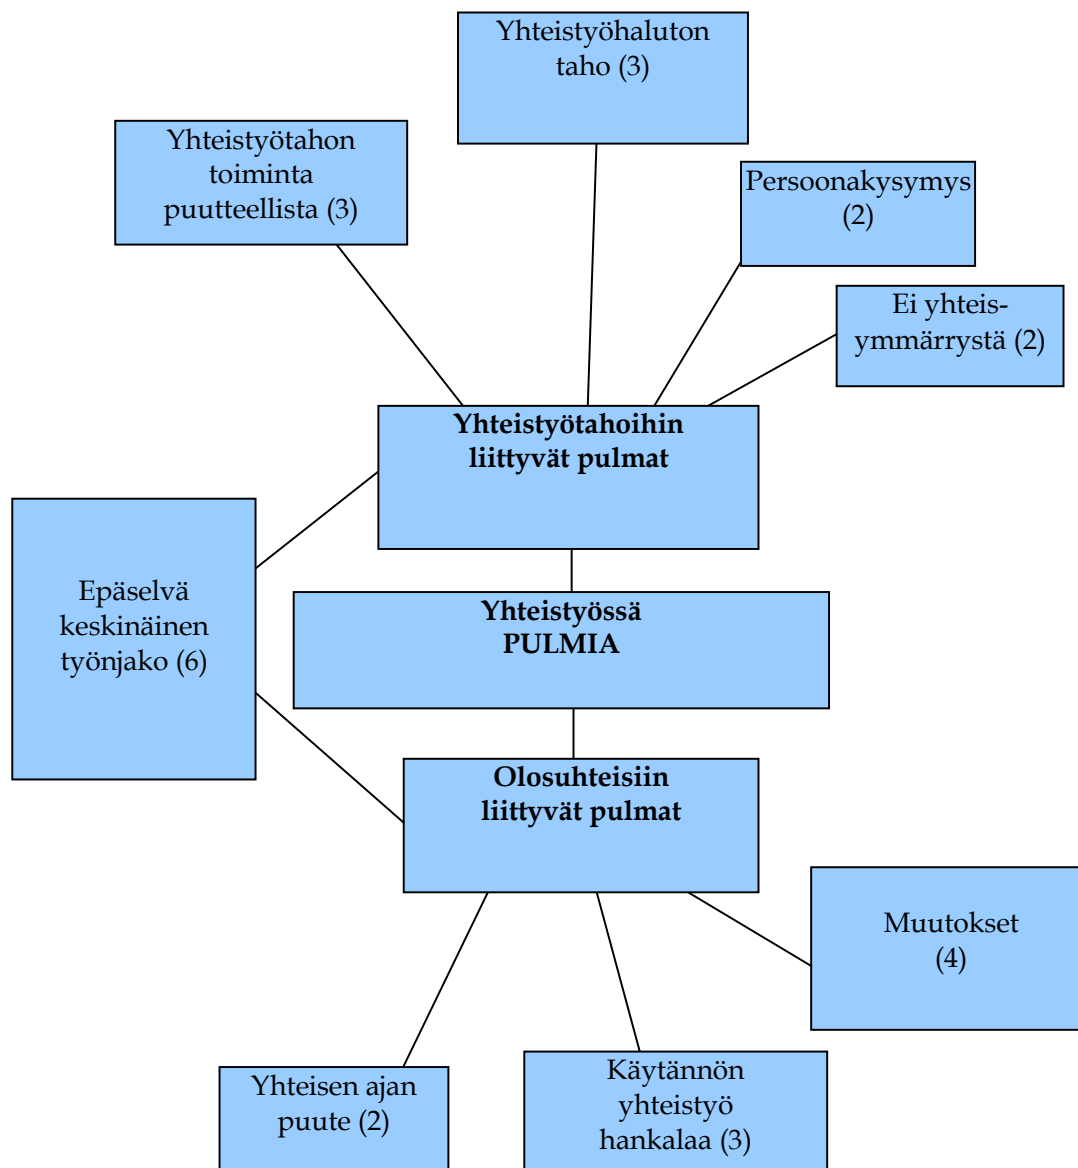 Yhteistyöhaluton
taho (3)
Yhteistyötahon
toiminta
puutteellista (3)
Persoonakysymys
(2)
Ei yhteis-
ymmärrystä (2)
Yhteistyötahoihin
liittyvät pulmat
Epäselvä
keskinäinen
työnjako (6)
Yhteistyössä
PULMIA
Olosuhteisiin
liittyvät pulmat
Muutokset
(4)
Yhteisen ajan
puute (2)
Käytännön
yhteistyö
hankalaa (3)